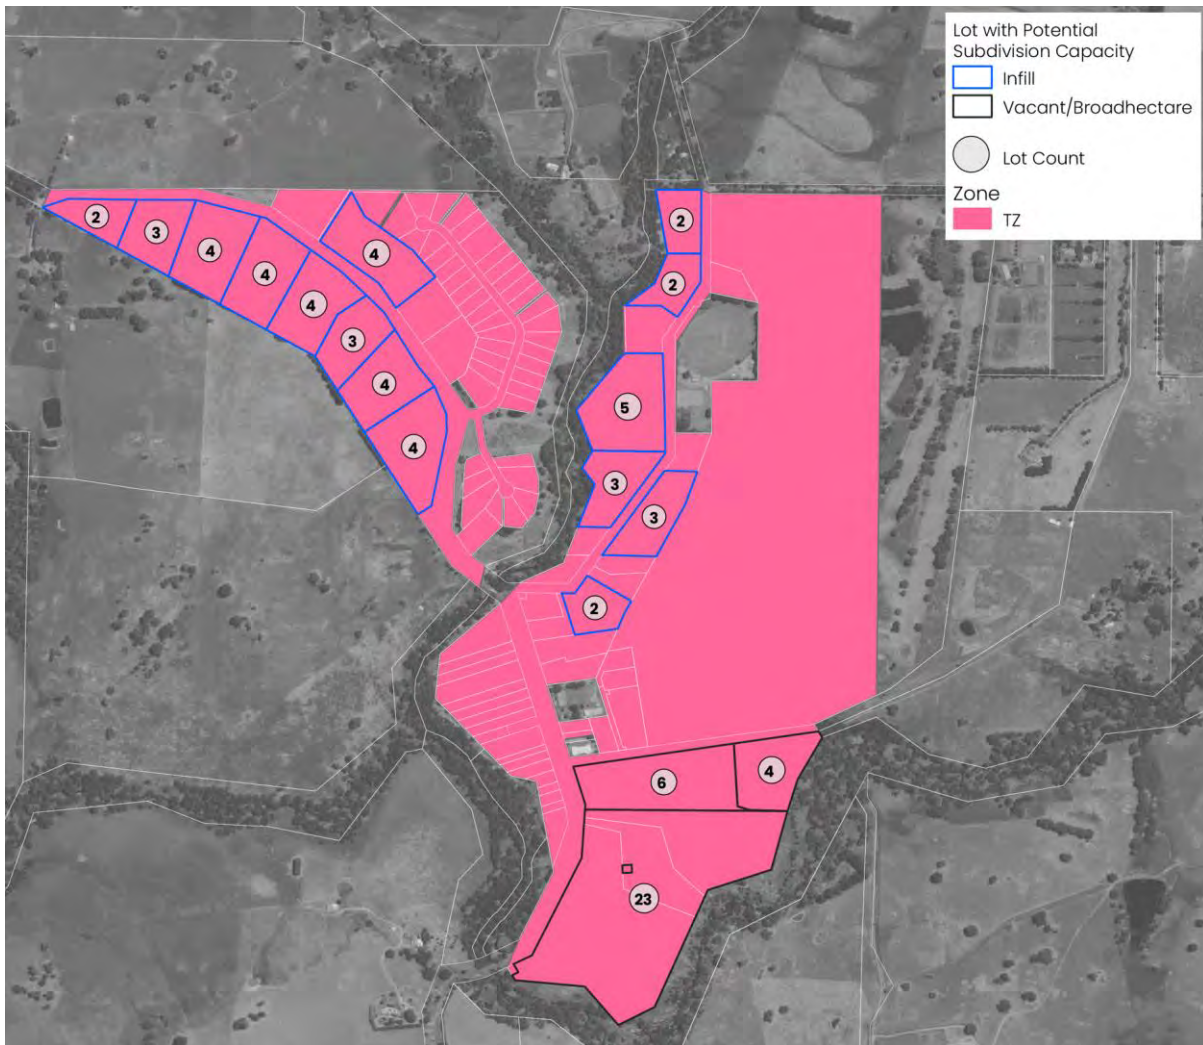 Lot with Potential
Subdivision Capacity
Infill
Vacant/Broadhectare
Lot Count
Zone
TZ
2
3
4
4
4
3
4
4
4
2
2
5
3
3
2
6
4
23